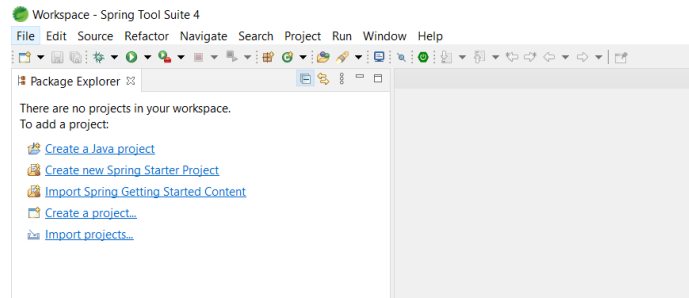 Workspace - Spring Tool Suite 4
File Edit Source Refactor Navigate Search Project Run Window Help
Package Explorer
There are no projects in your workspace.
To add a project:
Create a Java project
Create new Spring Starter Project
Import Spring Getting Started Content
Create a project...
Import projects...